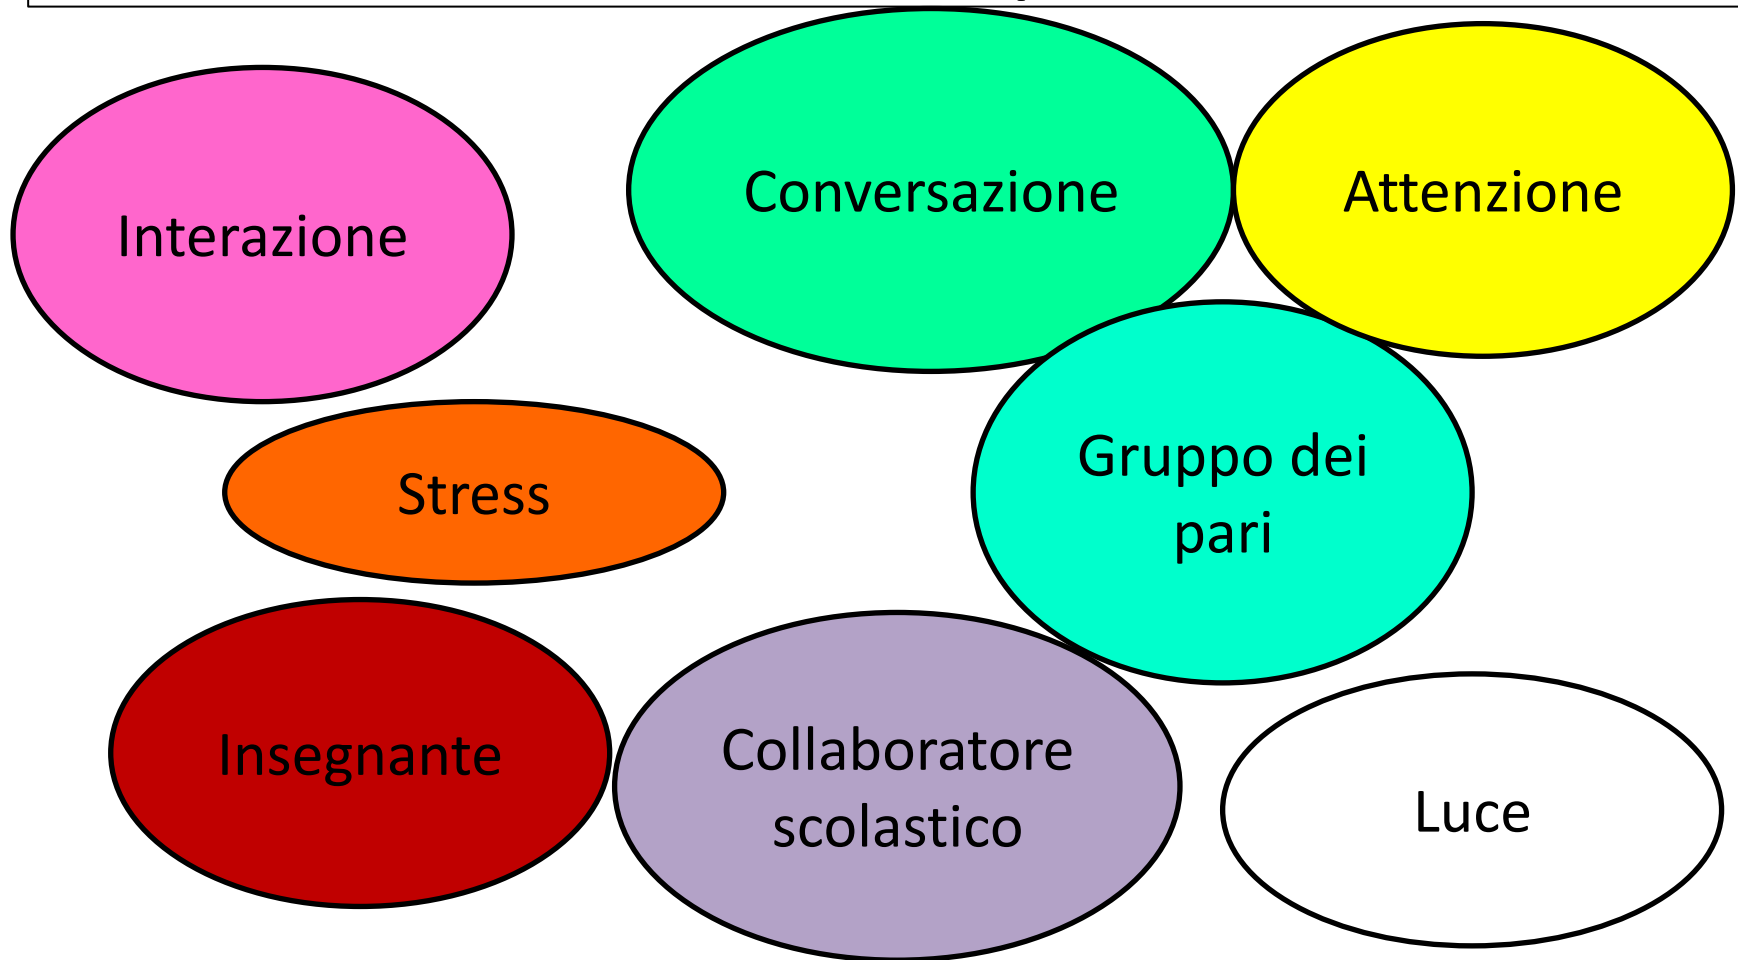 Conversazione
Attenzione
Interazione
Gruppo dei
pari
Stress
Insegnante
Collaboratore
scolastico
Luce